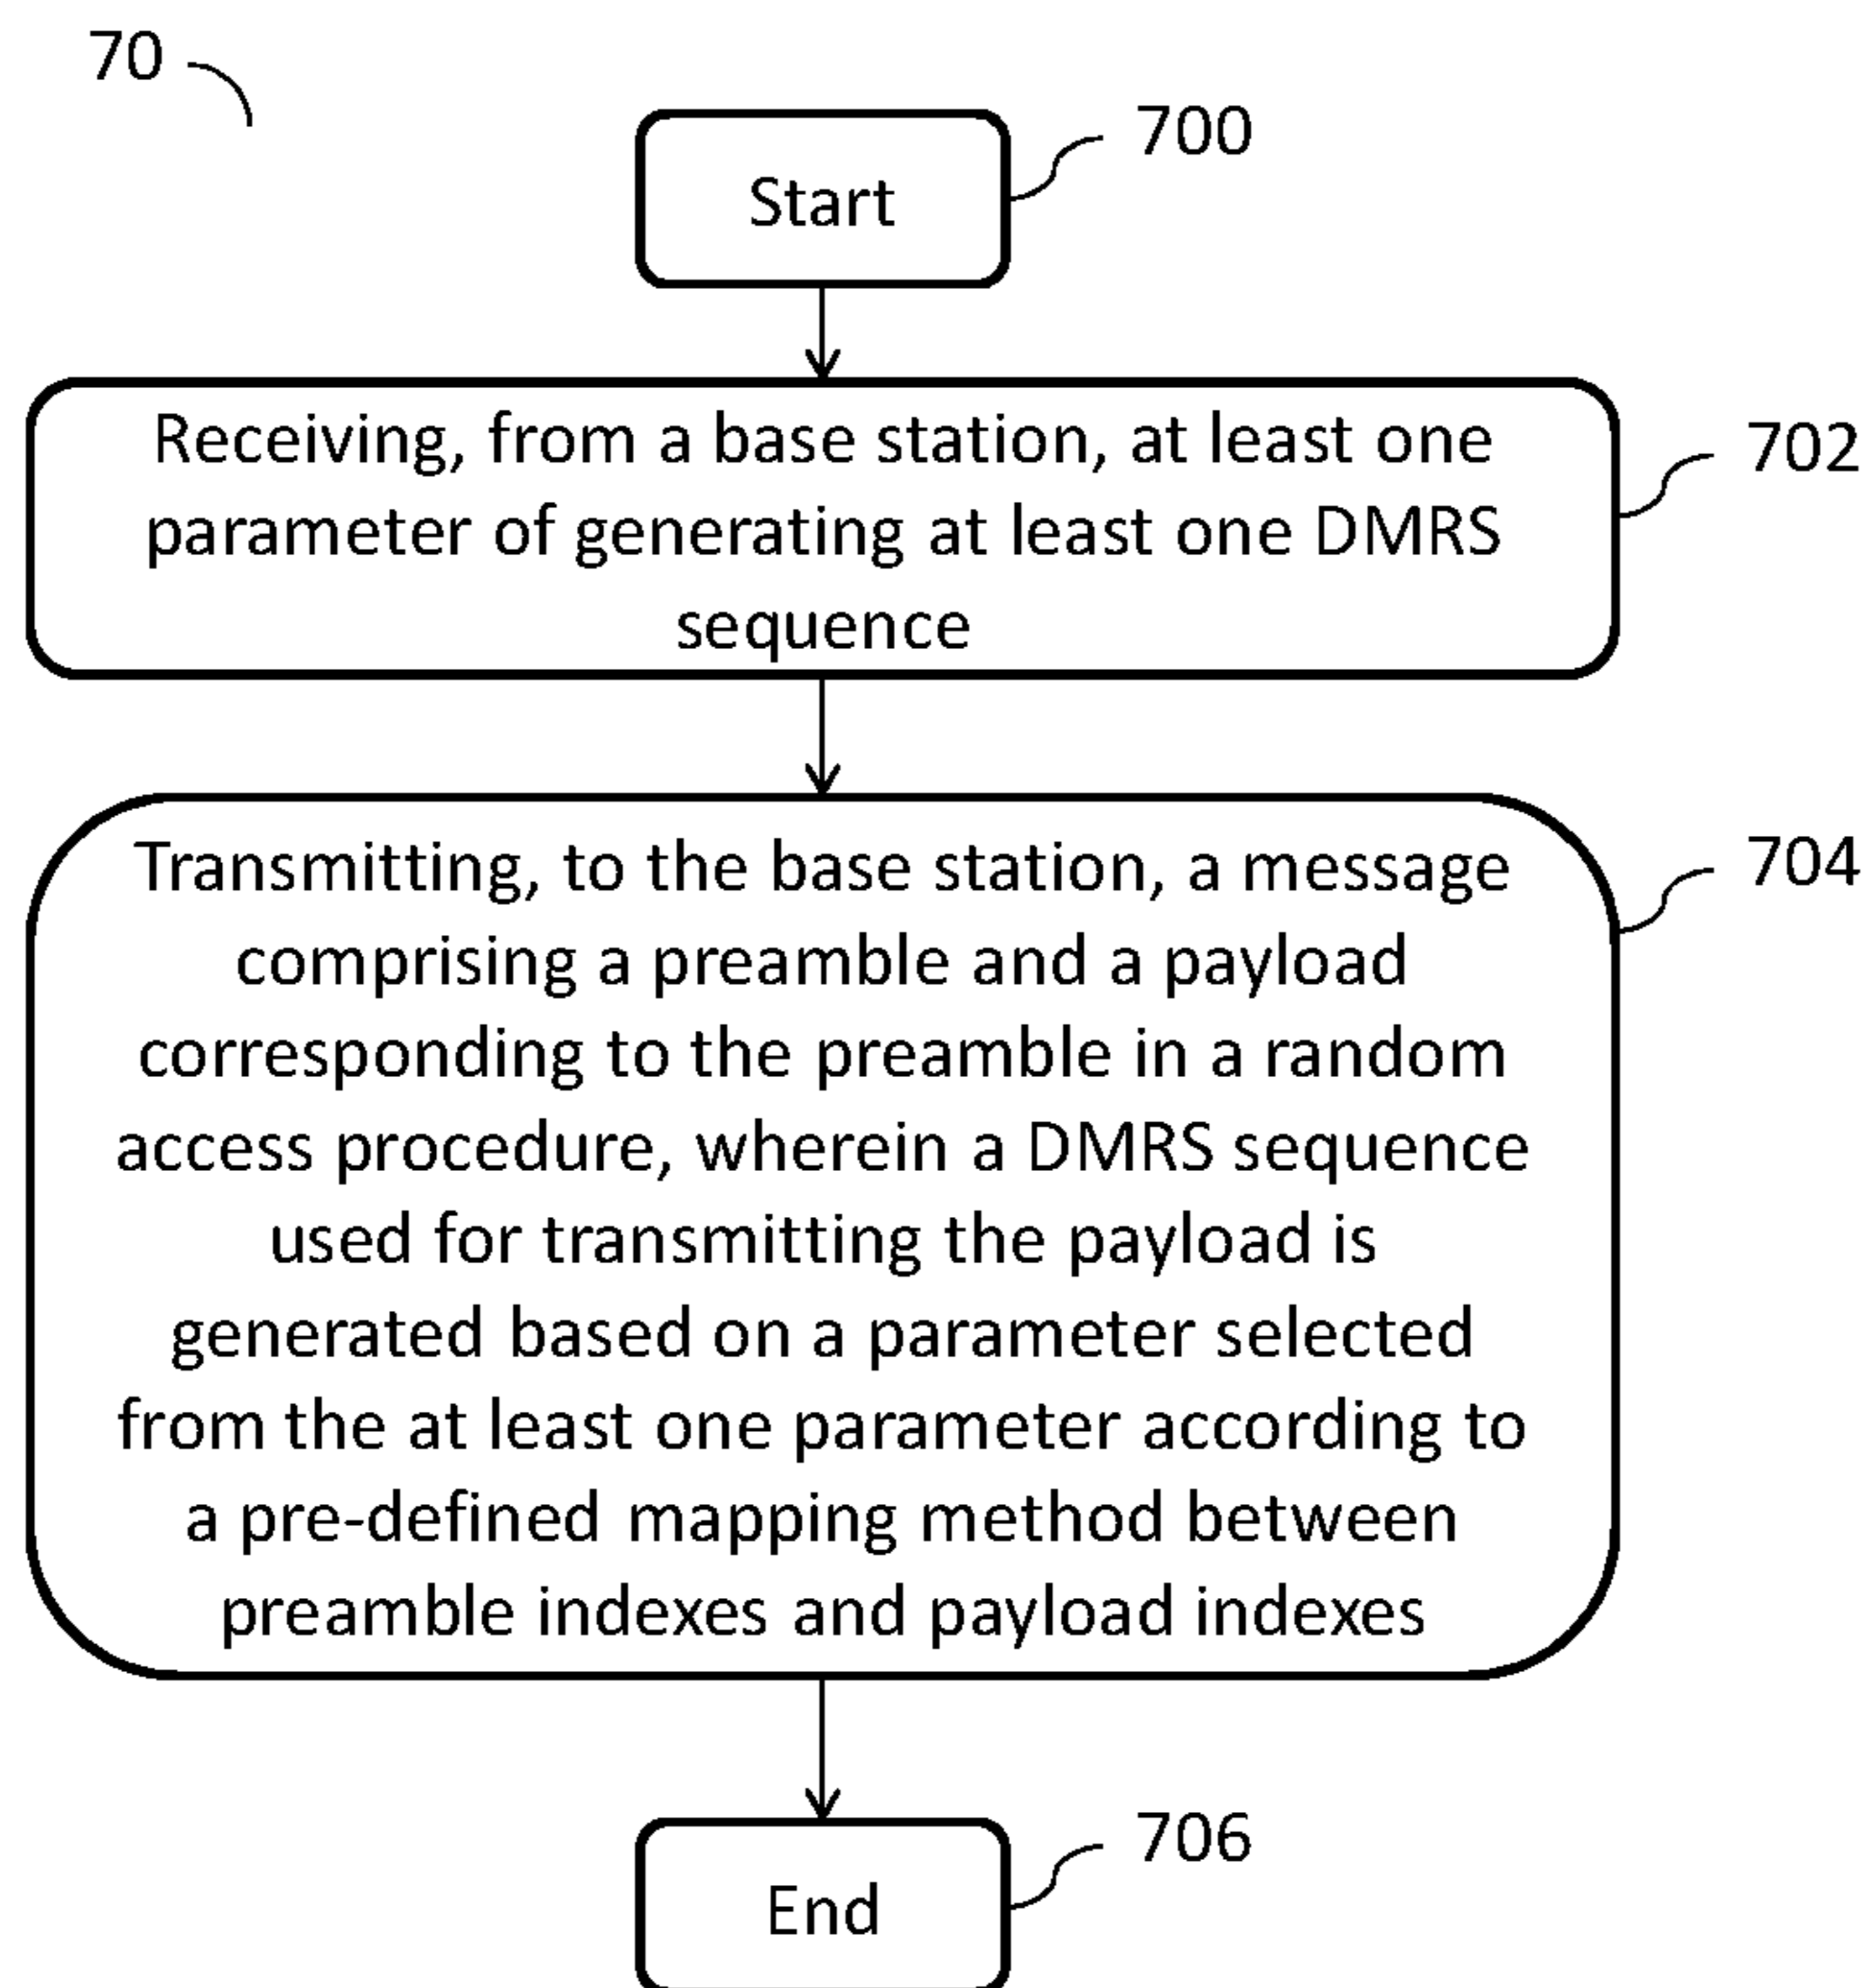 70
700
Start
Receiving, from a base station, at least one
702
parameter of generating at least one DMRS
sequence
Transmitting, to the base station, a message
704
comprising a preamble and a payload
corresponding to the preamble in a random
access procedure, wherein a DMRS sequence
used for transmitting the payload is
generated based on a parameter selected
from the at least one parameter according to
a pre-defined mapping method between
preamble indexes and payload indexes
706
End